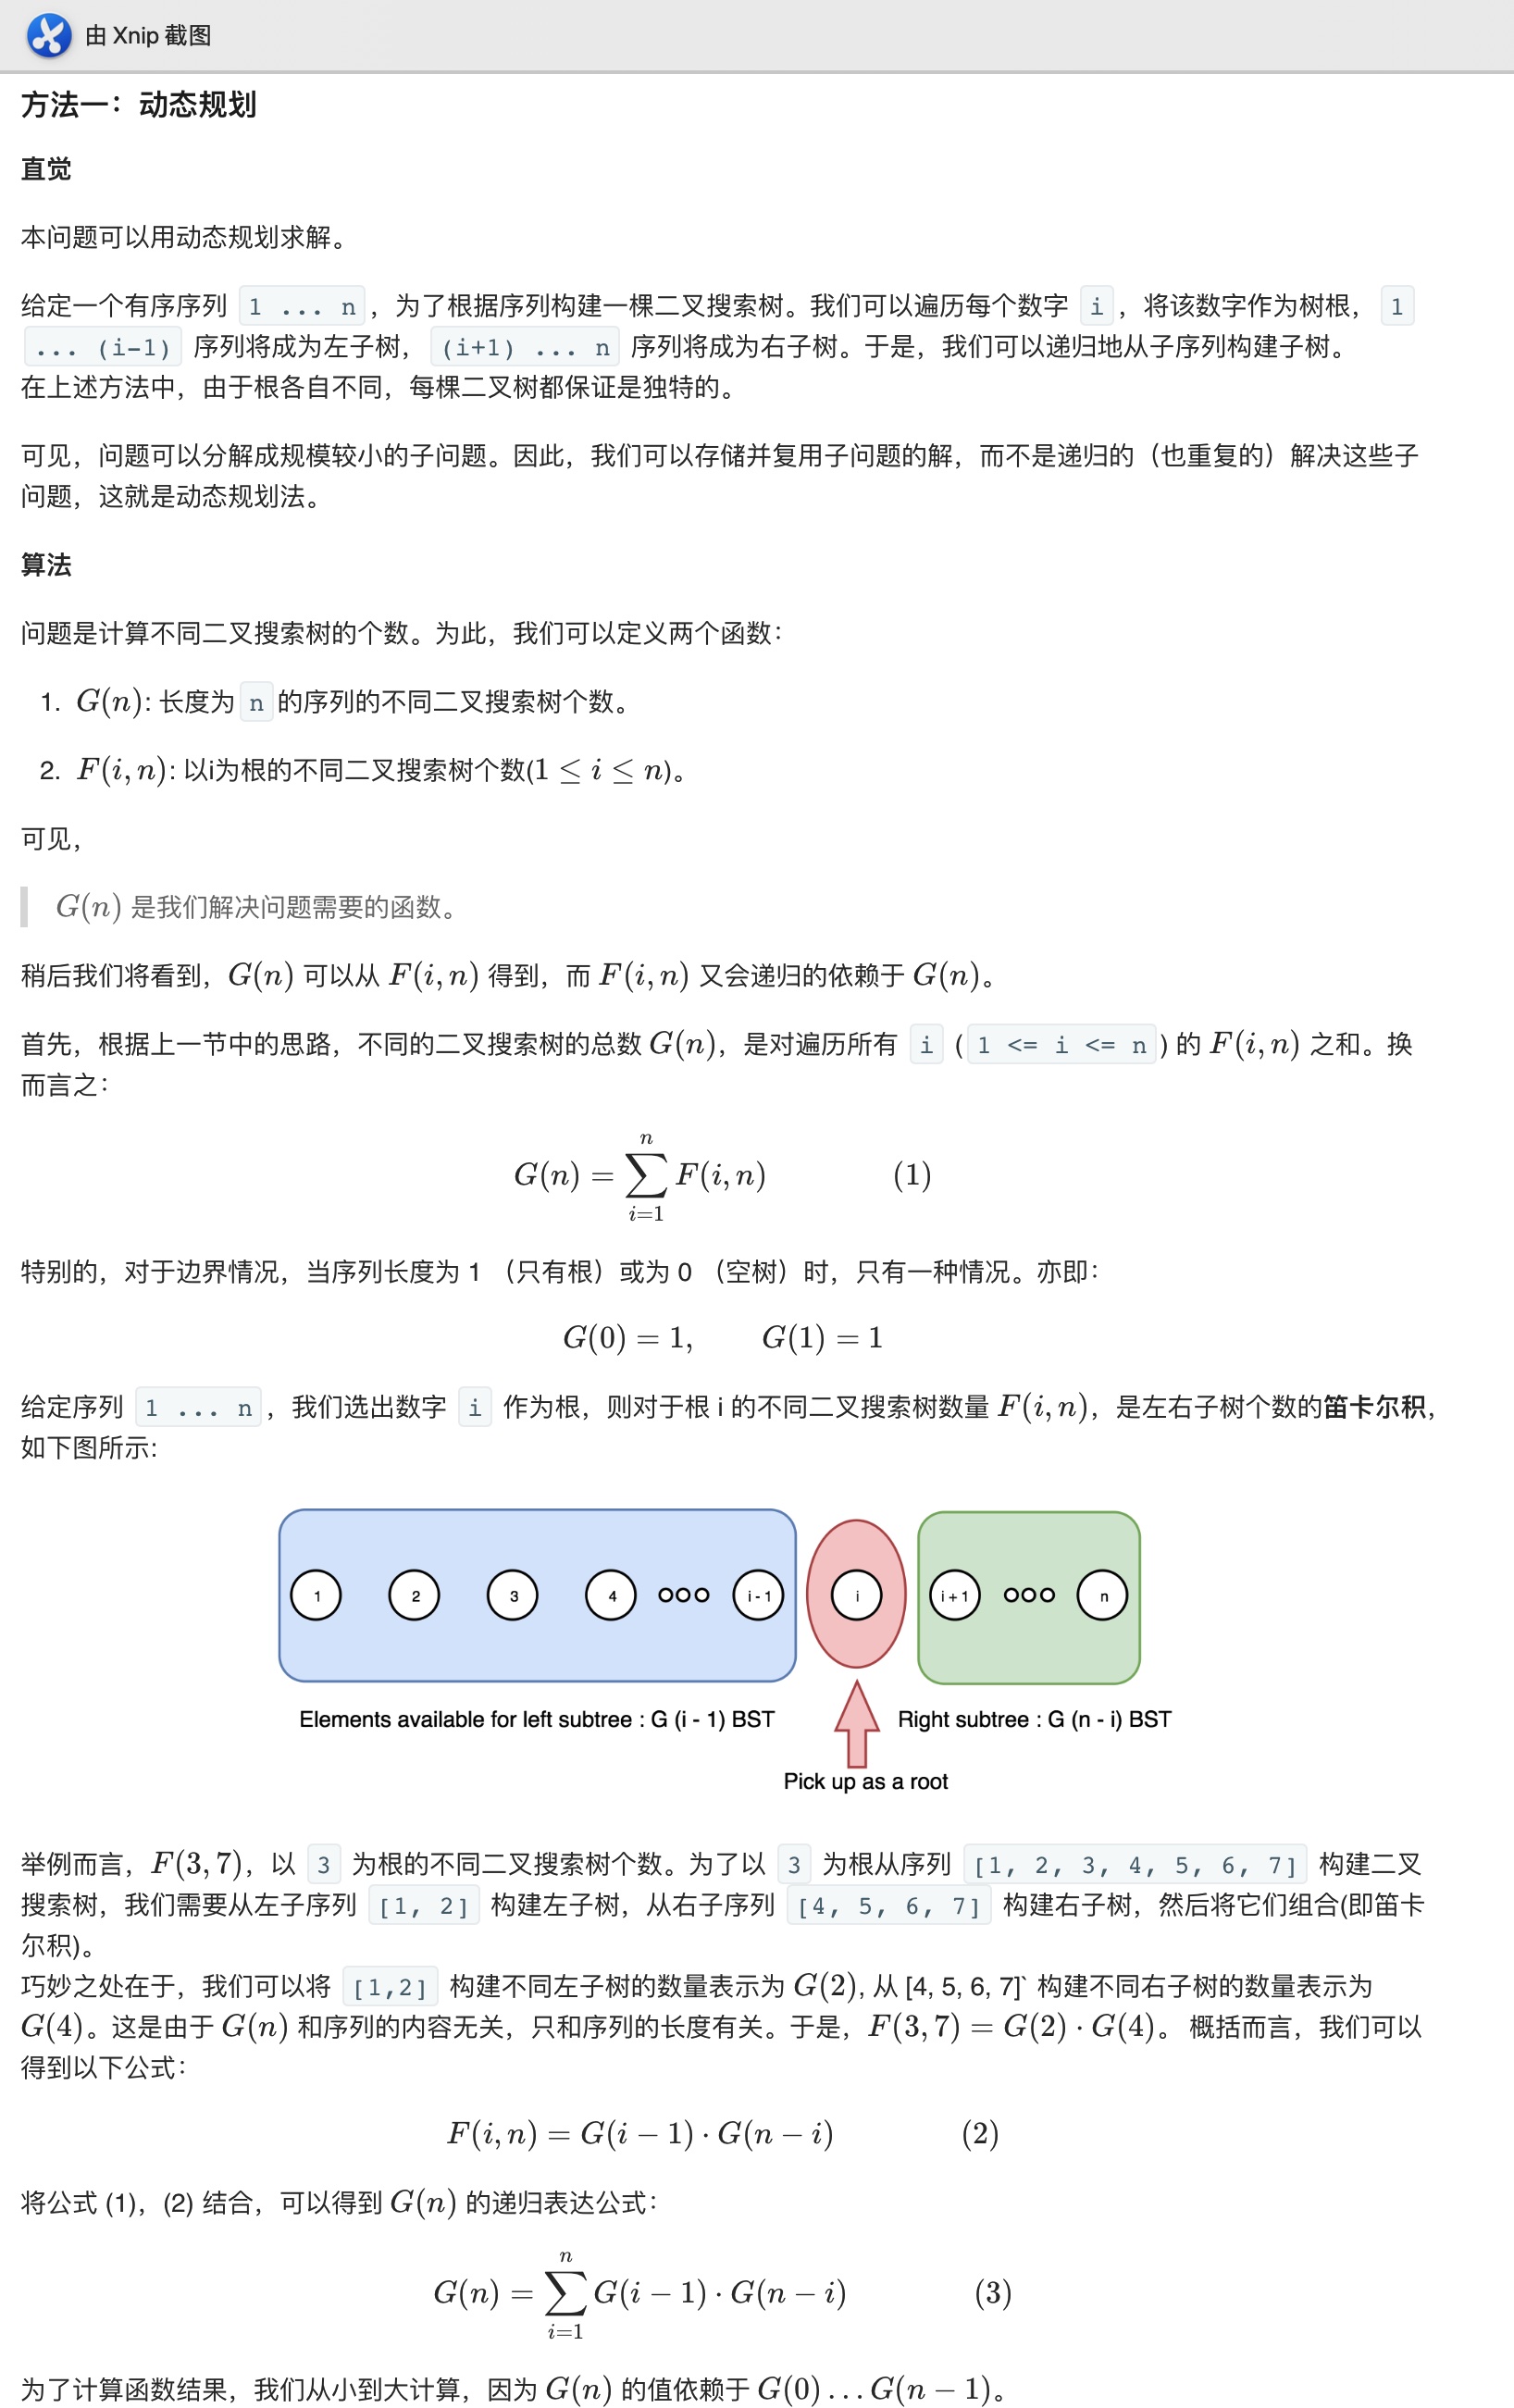 由 Xnip 截图
方法一：动态规划
直觉
本问题可以用动态规划求解。
给定一个有序序列 1 ... n，为了根据序列构建一棵二叉搜索树。我们可以遍历每个数字 i，将该数字作为树根，1
... (i-1) 序列将成为左子树，(i+1) ... n 序列将成为右子树。于是，我们可以递归地从子序列构建子树。
在上述方法中，由于根各自不同，每棵二叉树都保证是独特的。
可见，问题可以分解成规模较小的子问题。因此，我们可以存储并复用子问题的解，而不是递归的（也重复的）解决这些子
问题，这就是动态规划法。
算法
问题是计算不同二叉搜索树的个数。为此，我们可以定义两个函数：
1. G(n): 长度为 n 的序列的不同二叉搜索树个数。
2. F(i, n): 以i为根的不同二叉搜索树个数(1 ≤ i ≤ n)。
可见，
G(n) 是我们解决问题需要的函数。
稍后我们将看到，G(n) 可以从 F(i, n) 得到，而 F(i, n) 又会递归的依赖于 G(n)。
首先，根据上一节中的思路，不同的二叉搜索树的总数 G(n)，是对遍历所有 i (1 <= i <= n) 的 F(i, n) 之和。换
而言之：
G(n) = ∑_{i=1}^{n} F(i, n) (1)
特别的，对于边界情况，当序列长度为 1 （只有根）或为 0 （空树）时，只有一种情况。亦即：
G(0) = 1, G(1) = 1
给定序列 1 ... n，我们选出数字 i 作为根，则对于根 i 的不同二叉搜索树数量 F(i, n)，是左右子树个数的笛卡尔积，
如下图所示:
1 2 3 4 ooo i - 1 i i + 1 ooo n
Elements available for left subtree : G (i - 1) BST Right subtree : G (n - i) BST
Pick up as a root
举例而言，F(3, 7)，以 3 为根的不同二叉搜索树个数。为了以 3 为根从序列 [1, 2, 3, 4, 5, 6, 7] 构建二叉
搜索树，我们需要从左子序列 [1, 2] 构建左子树，从右子序列 [4, 5, 6, 7] 构建右子树，然后将它们组合(即笛卡
尔积)。
巧妙之处在于，我们可以将 [1,2] 构建不同左子树的数量表示为 G(2), 从 [4, 5, 6, 7]` 构建不同右子树的数量表示为
G(4)。这是由于 G(n) 和序列的内容无关，只和序列的长度有关。于是，F(3, 7) = G(2) · G(4)。 概括而言，我们可以
得到以下公式：
F(i, n) = G(i − 1) · G(n − i) (2)
将公式 (1)，(2) 结合，可以得到 G(n) 的递归表达公式：
G(n) = ∑_{i=1}^{n} G(i − 1) · G(n − i) (3)
为了计算函数结果，我们从小到大计算，因为 G(n) 的值依赖于 G(0) … G(n − 1)。